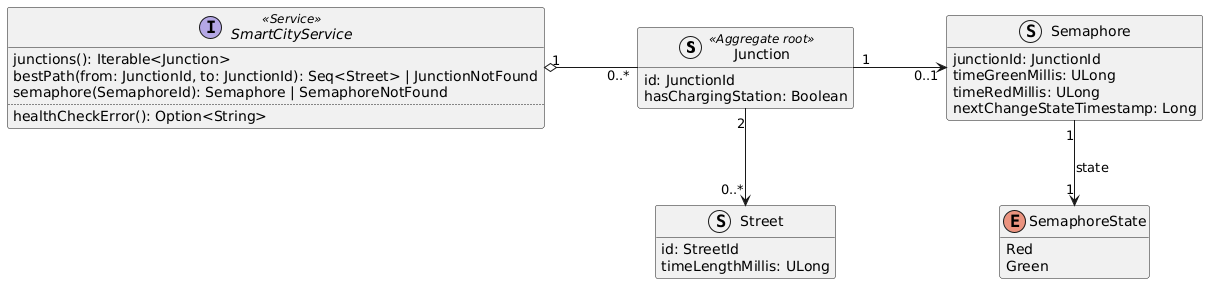 I
«Service»
SmartCityService
junctions(): Iterable<Junction>
bestPath(from: JunctionId, to: JunctionId): Seq<Street> | JunctionNotFound
semaphore(SemaphoreId): Semaphore | SemaphoreNotFound
healthCheckError(): Option<String>
1
0..*
S
«Aggregate root»
Junction
id: JunctionId
hasChargingStation: Boolean
1
0..1
S Semaphore
junctionId: JunctionId
timeGreenMillis: ULong
timeRedMillis: ULong
nextChangeStateTimestamp: Long
2
0..*
1
state
1
S Street
id: StreetId
timeLengthMillis: ULong
E SemaphoreState
Red
Green